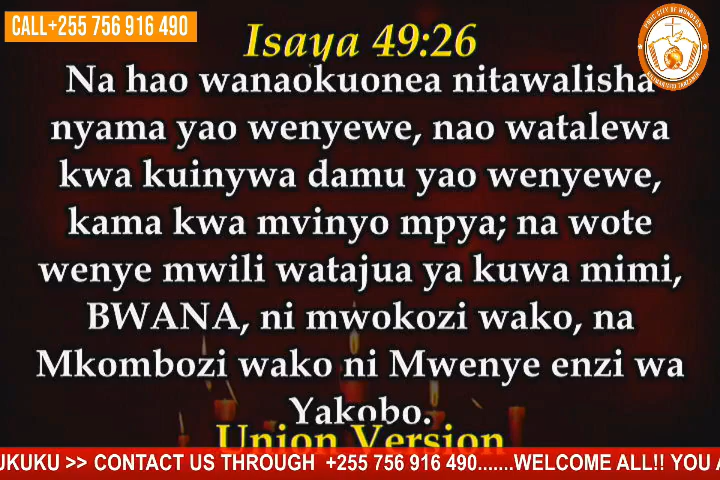 CALL+255 756 916 490
Isaya 49:26
Na hao wanaokuonea nitawalisha
nyama yao wenyewe, nao watalewa
kwa kuinywa damu yao wenyewe,
kama kwa mvinyo mpya; na wote
wenye mwili watajua ya kuwa mimi,
BWANA, ni mwokozi wako, na
Mkombozi wako ni Mwenye enzi wa
Yakobo.
Union Version
UKUKU >> CONTACT US THROUGH +255 756 916 490.......WELCOME ALL!! YOU A